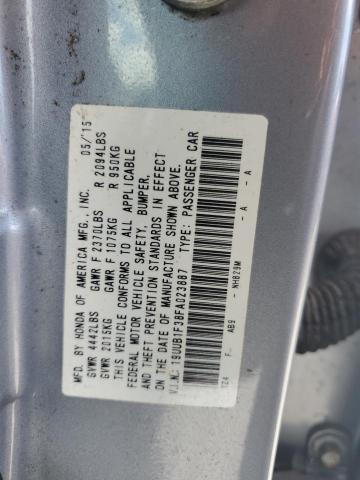 MFD. BY HONDA OF AMERICA MFG., INC. 05/15
GVWR 4442LBS GAWR F 2370LBS R 2094LBS
GVWR 2015KG GAWR F 1075KG R 950KG
THIS VEHICLE CONFORMS TO ALL APPLICABLE
FEDERAL MOTOR VEHICLE SAFETY, BUMPER,
AND THEFT PREVENTION STANDARDS IN EFFECT
ON THE DATE OF MANUFACTURE SHOWN ABOVE.
V.I.N.: 19UUB1F38FA023887 TYPE: PASSENGER CAR
TZ4 F- AB9 - NH829M - A - A